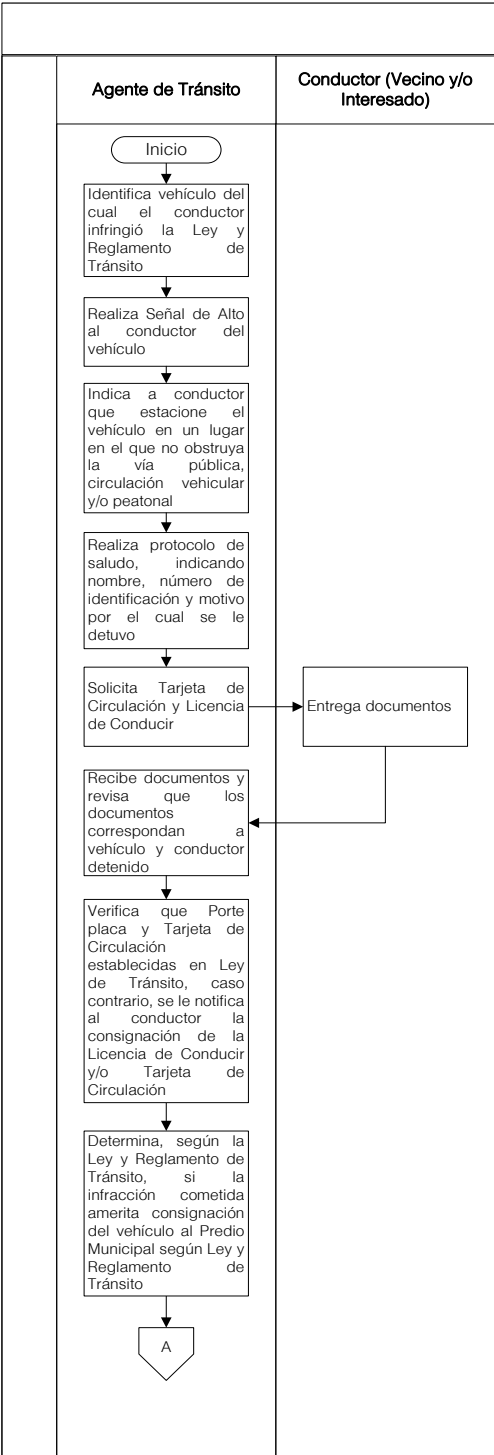 Agente de Tránsito
Conductor (Vecino y/o
Interesado)
Inicio
Identifica vehículo del
cual el conductor
infringió la Ley y
Reglamento de
Tránsito
Realiza Señal de Alto
al conductor del
vehículo
Indica a conductor
que estacione el
vehículo en un lugar
en el que no obstruya
la vía pública,
circulación vehicular
y/o peatonal
Realiza protocolo de
saludo, indicando
nombre, número de
identificación y motivo
por el cual se le
detuvo
Solicita Tarjeta de
Circulación y Licencia
de Conducir
Entrega documentos
Recibe documentos y
revisa que los
documentos
correspondan a
vehículo y conductor
detenido
Verifica que Porte
placa y Tarjeta de
Circulación
establecidas en Ley
de Tránsito, caso
contrario, se le notifica
al conductor la
consignación de la
Licencia de Conducir
y/o Tarjeta de
Circulación
Determina, según la
Ley y Reglamento de
Tránsito, si la
infracción cometida
amerita consignación
del vehículo al Predio
Municipal según Ley y
Reglamento de
Tránsito
A